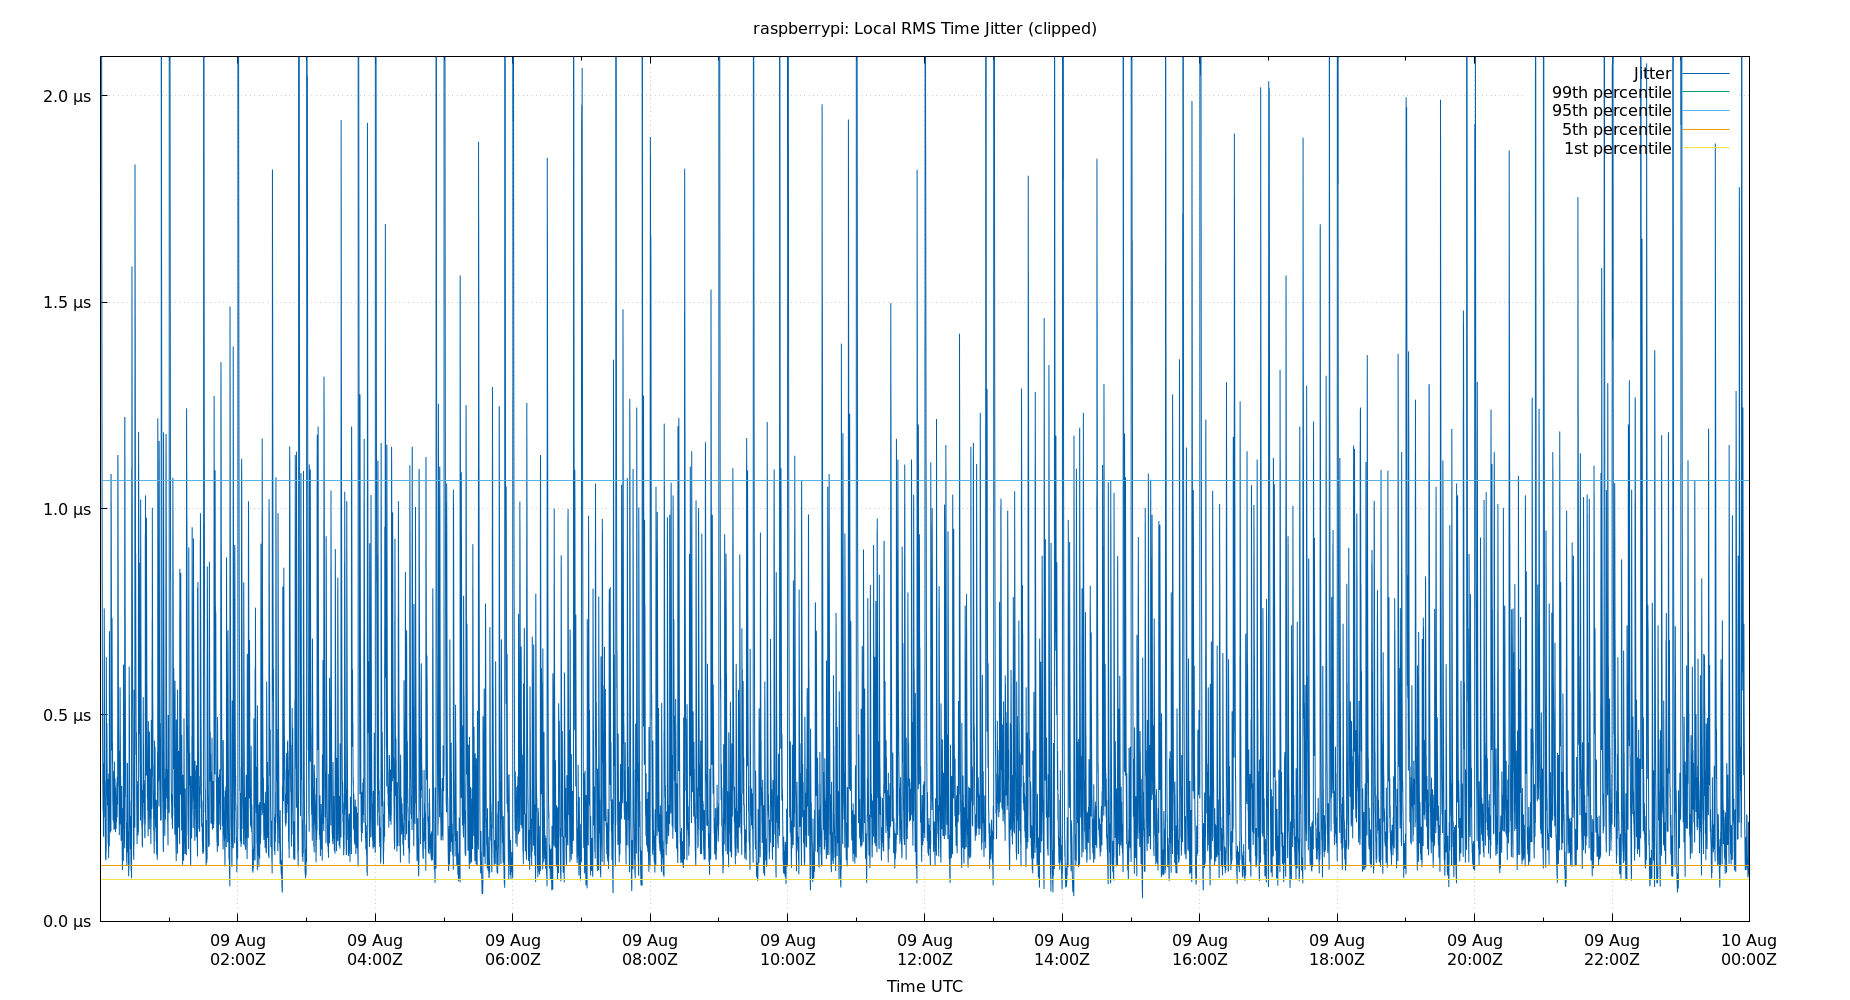 raspberrypi: Local RMS Time Jitter (clipped)
Jitter
99th percentile
95th percentile
5th percentile
1st percentile
2.0 µs
1.5 µs
1.0 µs
0.5 µs
0.0 µs
09 Aug 09 Aug 09 Aug 09 Aug 09 Aug 09 Aug 09 Aug 09 Aug 09 Aug 09 Aug 09 Aug 10 Aug
02:00Z 04:00Z 06:00Z 08:00Z 10:00Z 12:00Z 14:00Z 16:00Z 18:00Z 20:00Z 22:00Z 00:00Z
Time UTC